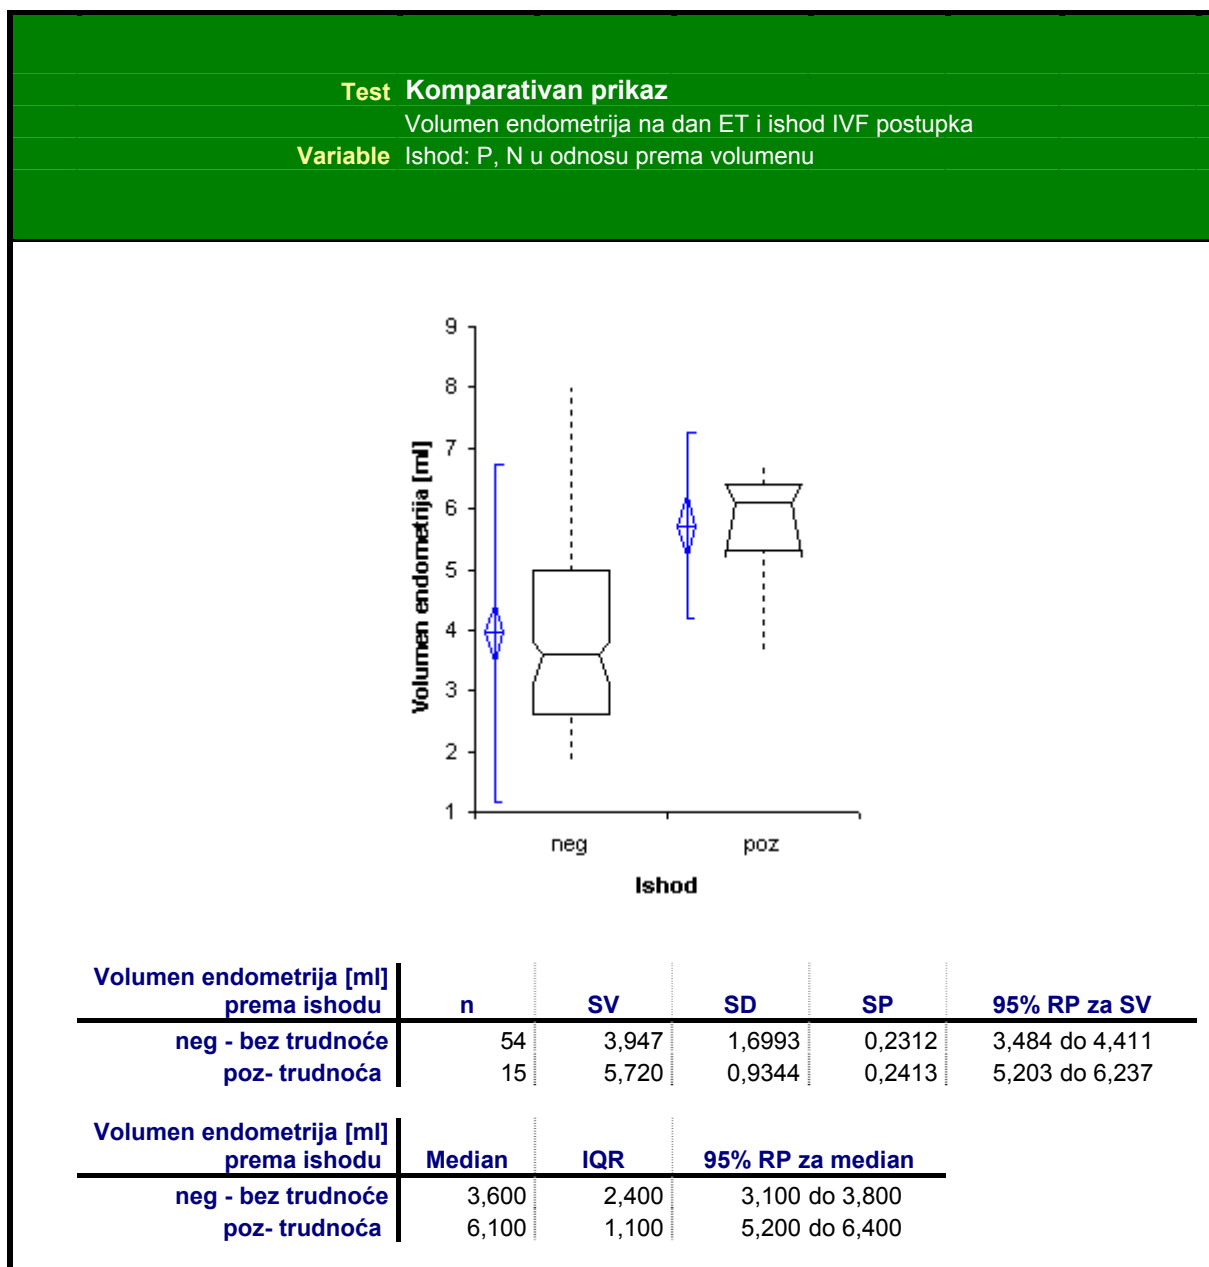 Test Komparativan prikaz
Volumen endometrija na dan ET i ishod IVF postupka
Variable Ishod: P, N u odnosu prema volumenu
Volumen endometrija [ml]
9
8
7
6
5
4
3
2
1
neg poz
Ishod
Volumen endometrija [ml]
prema ishodu n SV SD SP 95% RP za SV
neg - bez trudnoće 54 3,947 1,6993 0,2312 3,484 do 4,411
poz- trudnoća 15 5,720 0,9344 0,2413 5,203 do 6,237
Volumen endometrija [ml]
prema ishodu Median IQR 95% RP za median
neg - bez trudnoće 3,600 2,400 3,100 do 3,800
poz- trudnoća 6,100 1,100 5,200 do 6,400